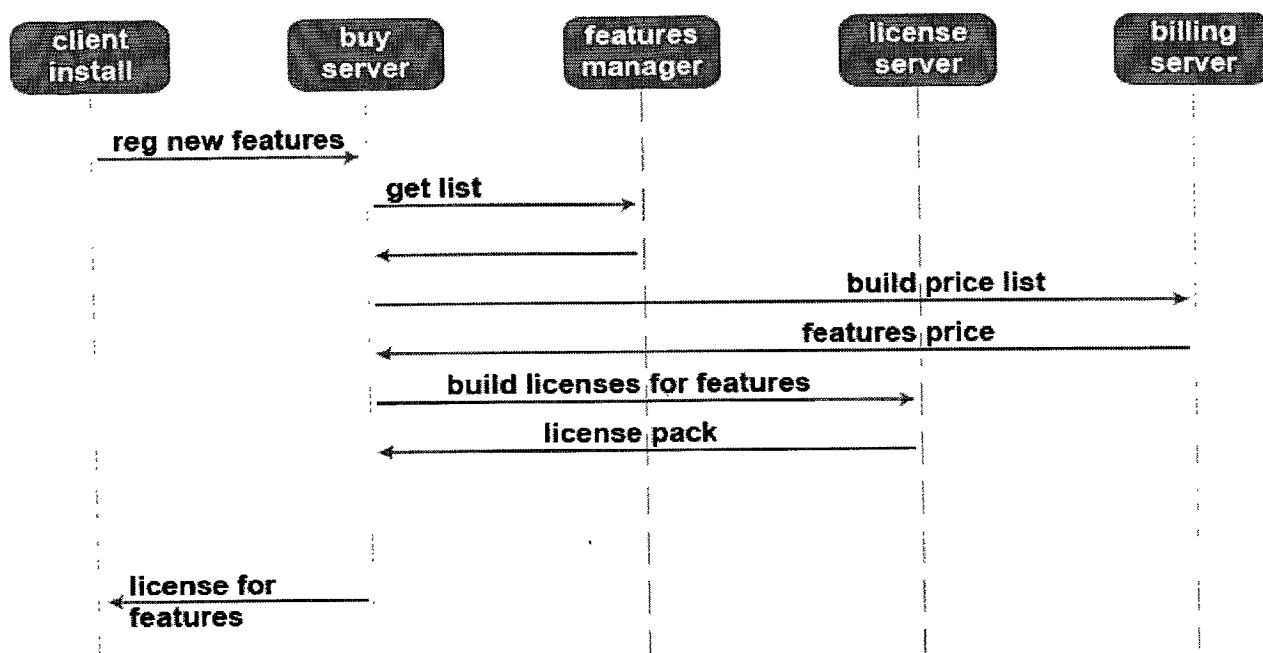 client
install
buy
server
features
manager
license
server
billing
server
reg new features
get list
build price list
features price
build licenses for features
license pack
license for
features